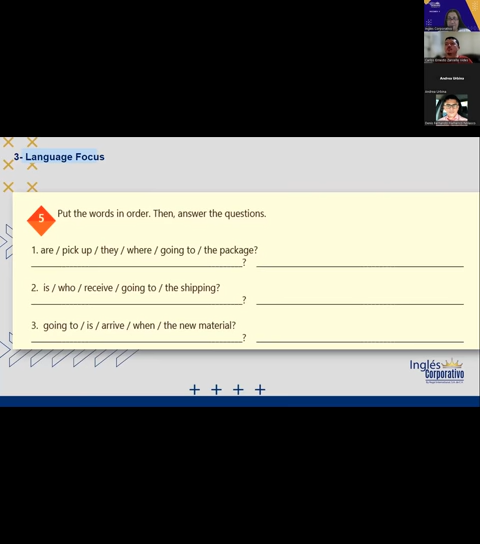 Andrea Urbina
Andrea Urbina
3- Language Focus
5
Put the words in order. Then, answer the questions.
1. are / pick up / they / where / going to / the package?
?
2. is / who / receive / going to / the shipping?
?
3. going to / is / arrive / when / the new material?
?
Inglés
Corporativo